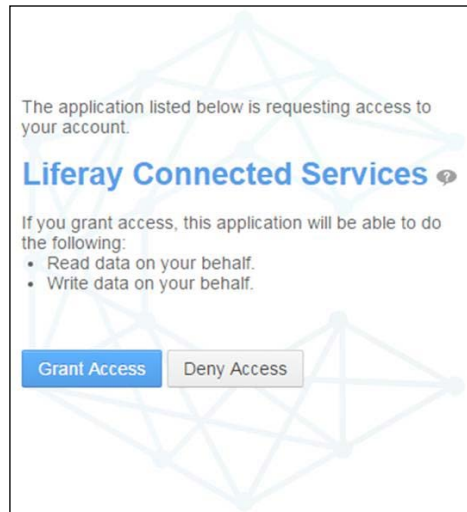 The application listed below is requesting access to
your account.
Liferay Connected Services ?
If you grant access, this application will be able to do
the following:
• Read data on your behalf.
• Write data on your behalf.
Grant Access Deny Access